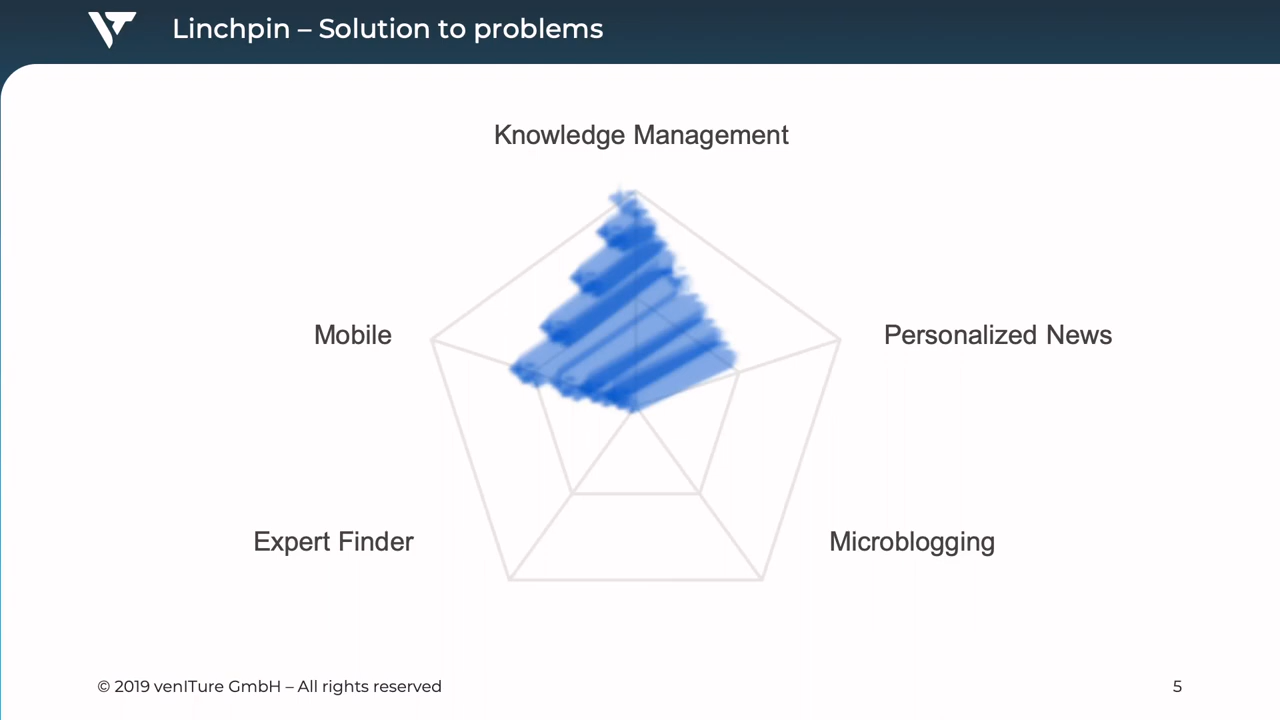 Linchpin – Solution to problems
Knowledge Management
Mobile
Personalized News
Expert Finder
Microblogging
© 2019 venITure GmbH – All rights reserved
5